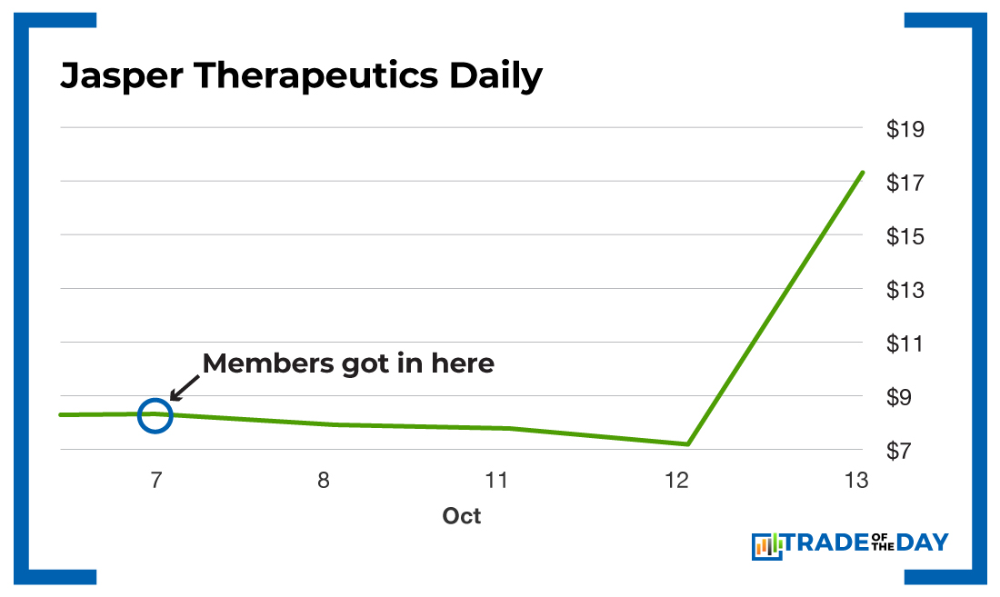 Jasper Therapeutics Daily
$19
$17
$15
$13
$11
$9
$7
Members got in here
7 8 11 12 13
Oct
TRADE OF THE DAY